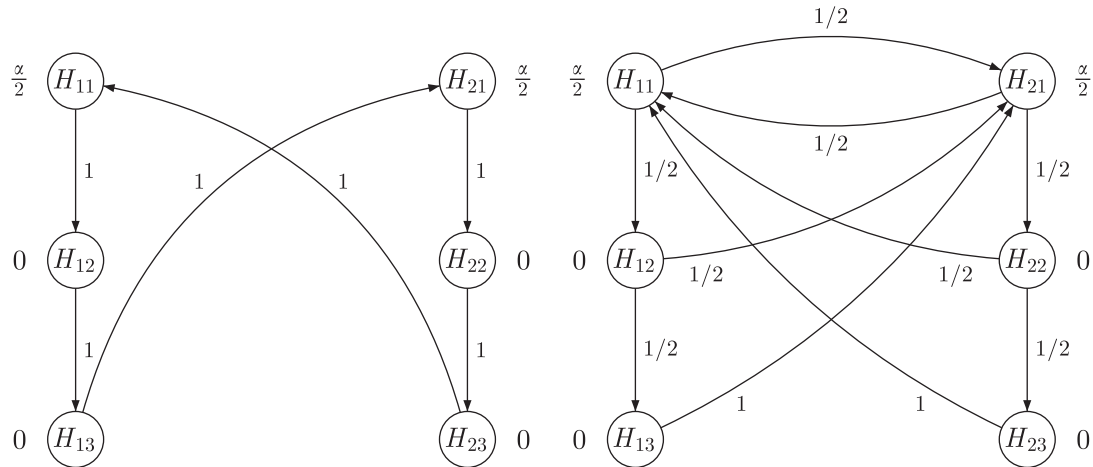 1/2
α/2 H₁₁ H₂₁ α/2 α/2 H₁₁ H₂₁ α/2
1/2
1 1 1 1 1/2 1/2
0 H₁₂ H₂₂ 0 0 H₁₂ H₂₂ 0
1/2 1/2
1 1 1/2 1/2
1 1
0 H₁₃ H₂₃ 0 0 H₁₃ H₂₃ 0